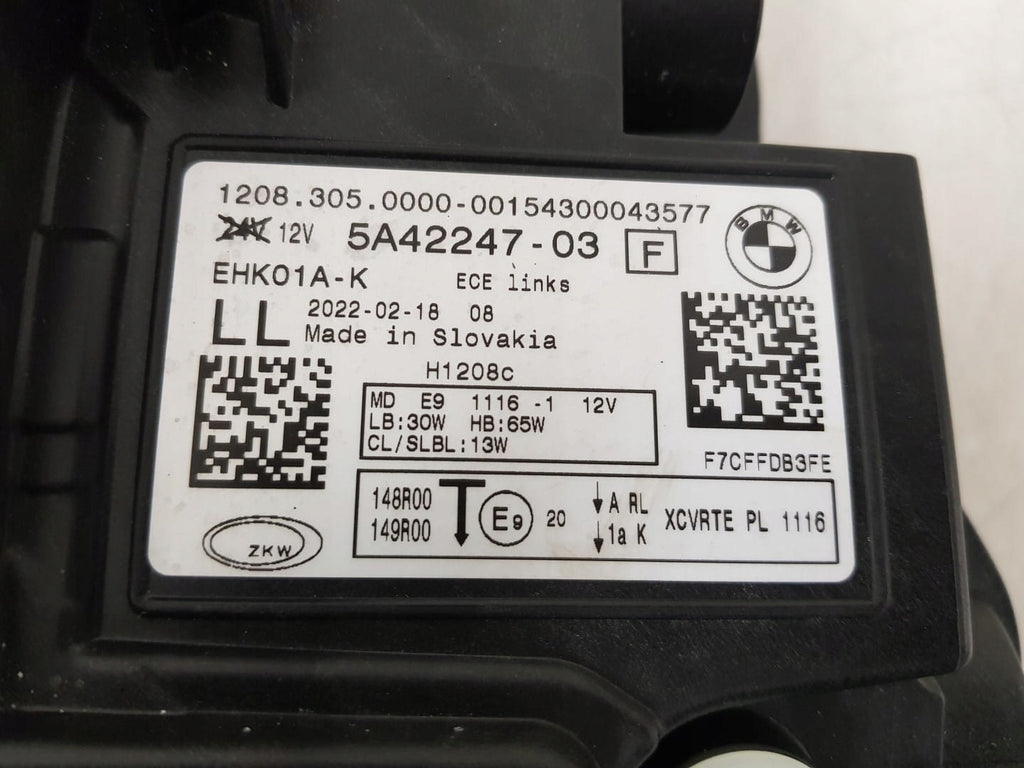 1208.305.0000-00154300043577
24V 12V 5A42247-03 F
BMW
EHK01A-K ECE links
LL 2022-02-18 08
Made in Slovakia
H1208c
MD E9 1116 -1 12V
LB:30W HB:65W
CL/SLBL:13W
F7CFFDB3FE
148R00
149R00
E9 20
↓A RL
↓1a K
XCVRTE PL 1116
ZKW